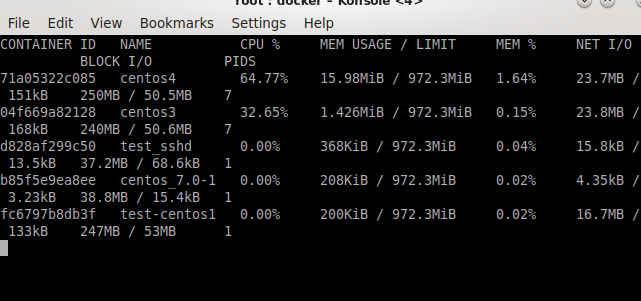 root : docker – Konsole <4>
File Edit View Bookmarks Settings Help
CONTAINER ID NAME CPU % MEM USAGE / LIMIT MEM % NET I/O
BLOCK I/O PIDS
71a05322c085 centos4 64.77% 15.98MiB / 972.3MiB 1.64% 23.7MB /
151kB 250MB / 50.5MB 7
04f669a82128 centos3 32.65% 1.426MiB / 972.3MiB 0.15% 23.8MB /
168kB 240MB / 50.6MB 7
d828af299c50 test_sshd 0.00% 368KiB / 972.3MiB 0.04% 15.8kB /
13.5kB 37.2MB / 68.6kB 1
b85f5e9ea8ee centos_7.0-1 0.00% 208KiB / 972.3MiB 0.02% 4.35kB /
3.23kB 38.8MB / 15.4kB 1
fc6797b8db3f test-centos1 0.00% 200KiB / 972.3MiB 0.02% 16.7MB /
133kB 247MB / 53MB 1